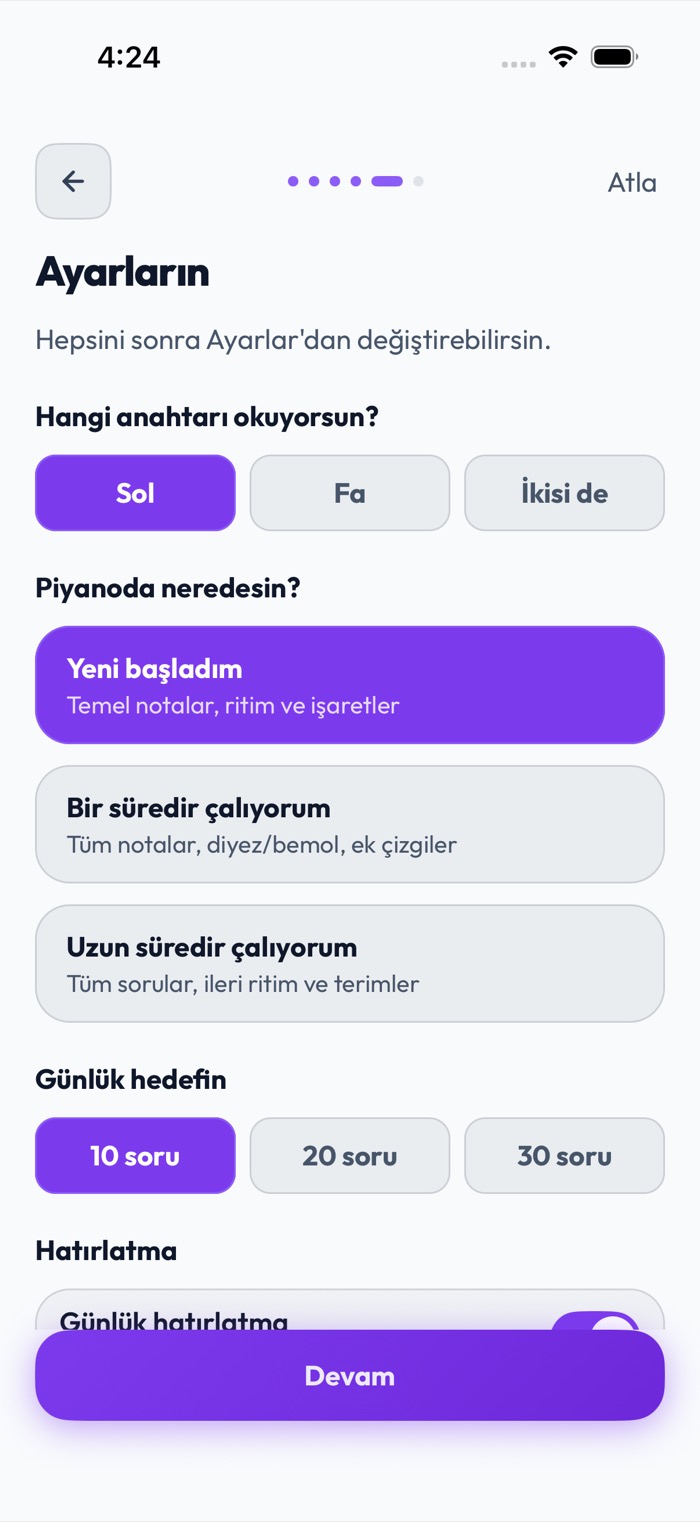 4:24
Atla
Ayarların
Hepsini sonra Ayarlar'dan değiştirebilirsin.
Hangi anahtarı okuyorsun?
Sol
Fa
İkisi de
Piyanoda neredesin?
Yeni başladım
Temel notalar, ritim ve işaretler
Bir süredir çalıyorum
Tüm notalar, diyez/bemol, ek çizgiler
Uzun süredir çalıyorum
Tüm sorular, ileri ritim ve terimler
Günlük hedefin
10 soru
20 soru
30 soru
Hatırlatma
Günlük hatırlatma
Devam